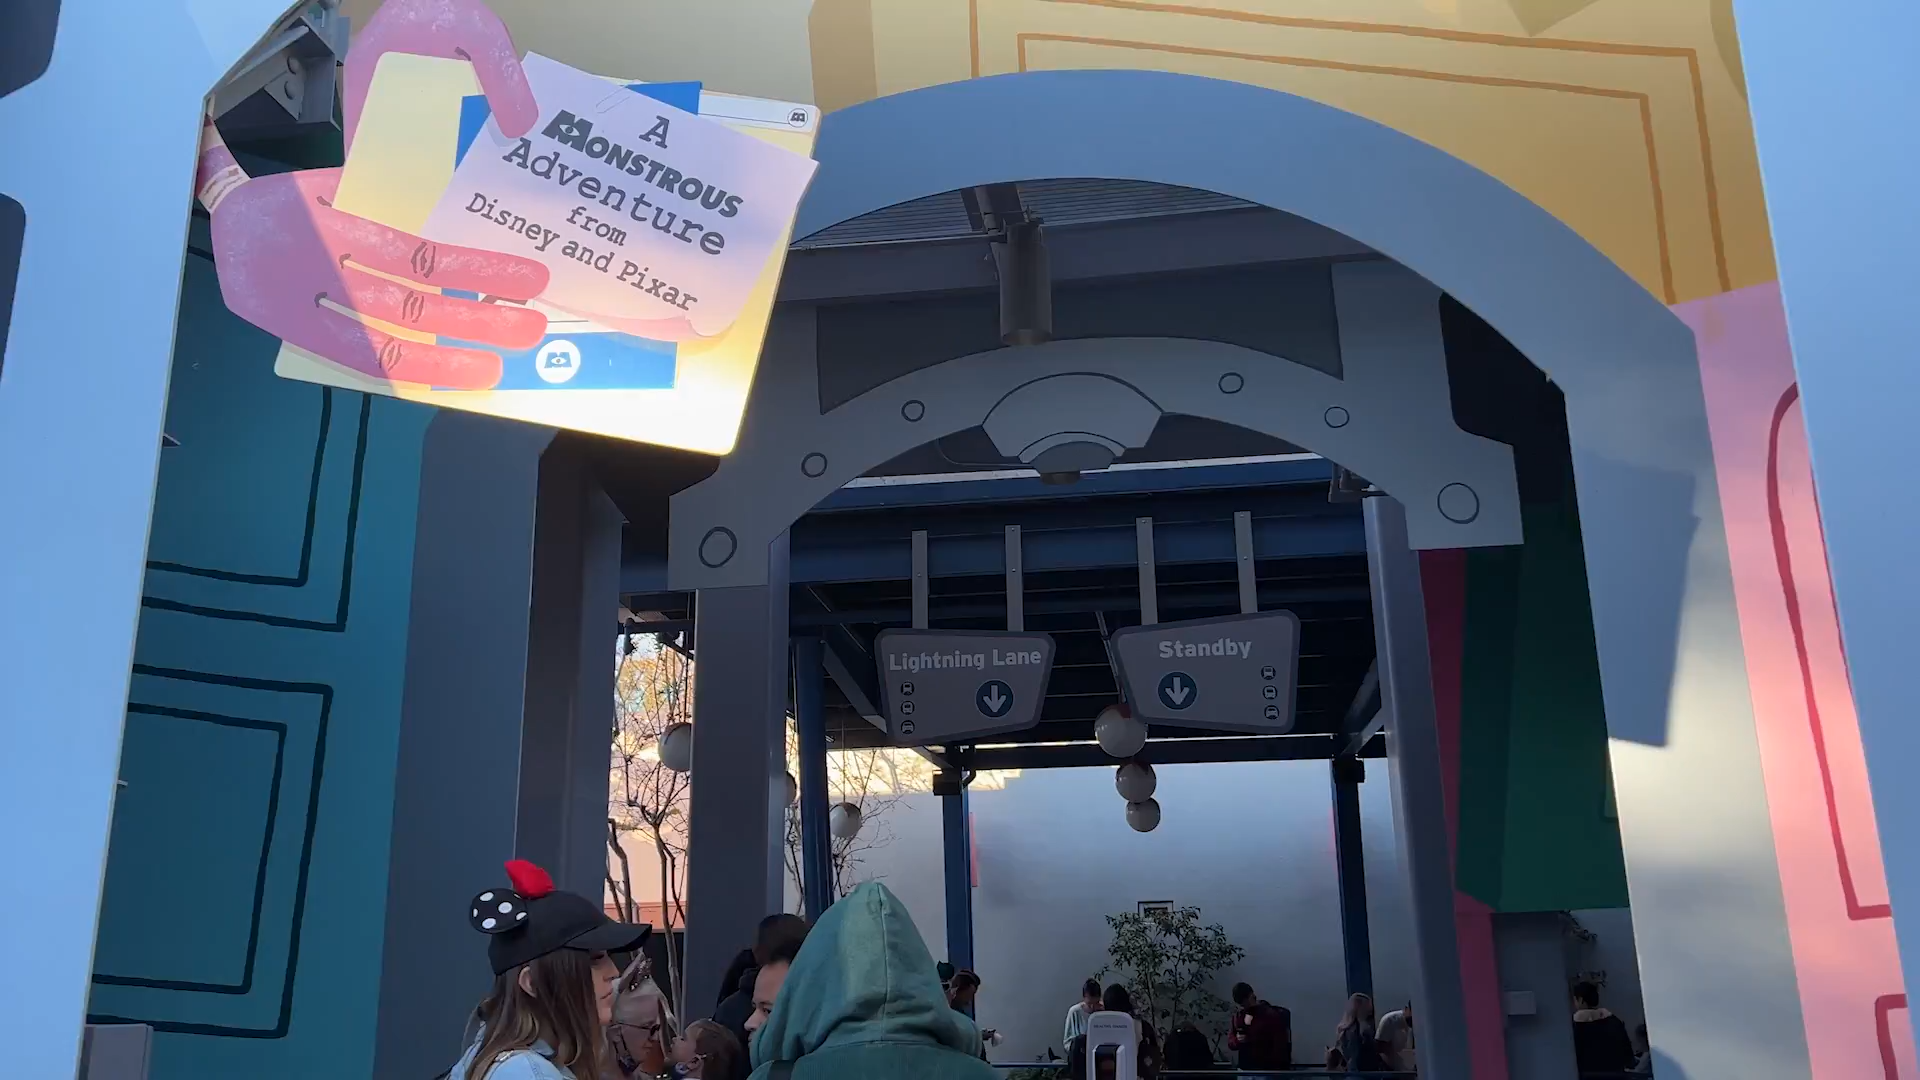 A
MONSTROUS
Adventure
from
Disney and Pixar
Lightning Lane
Standby